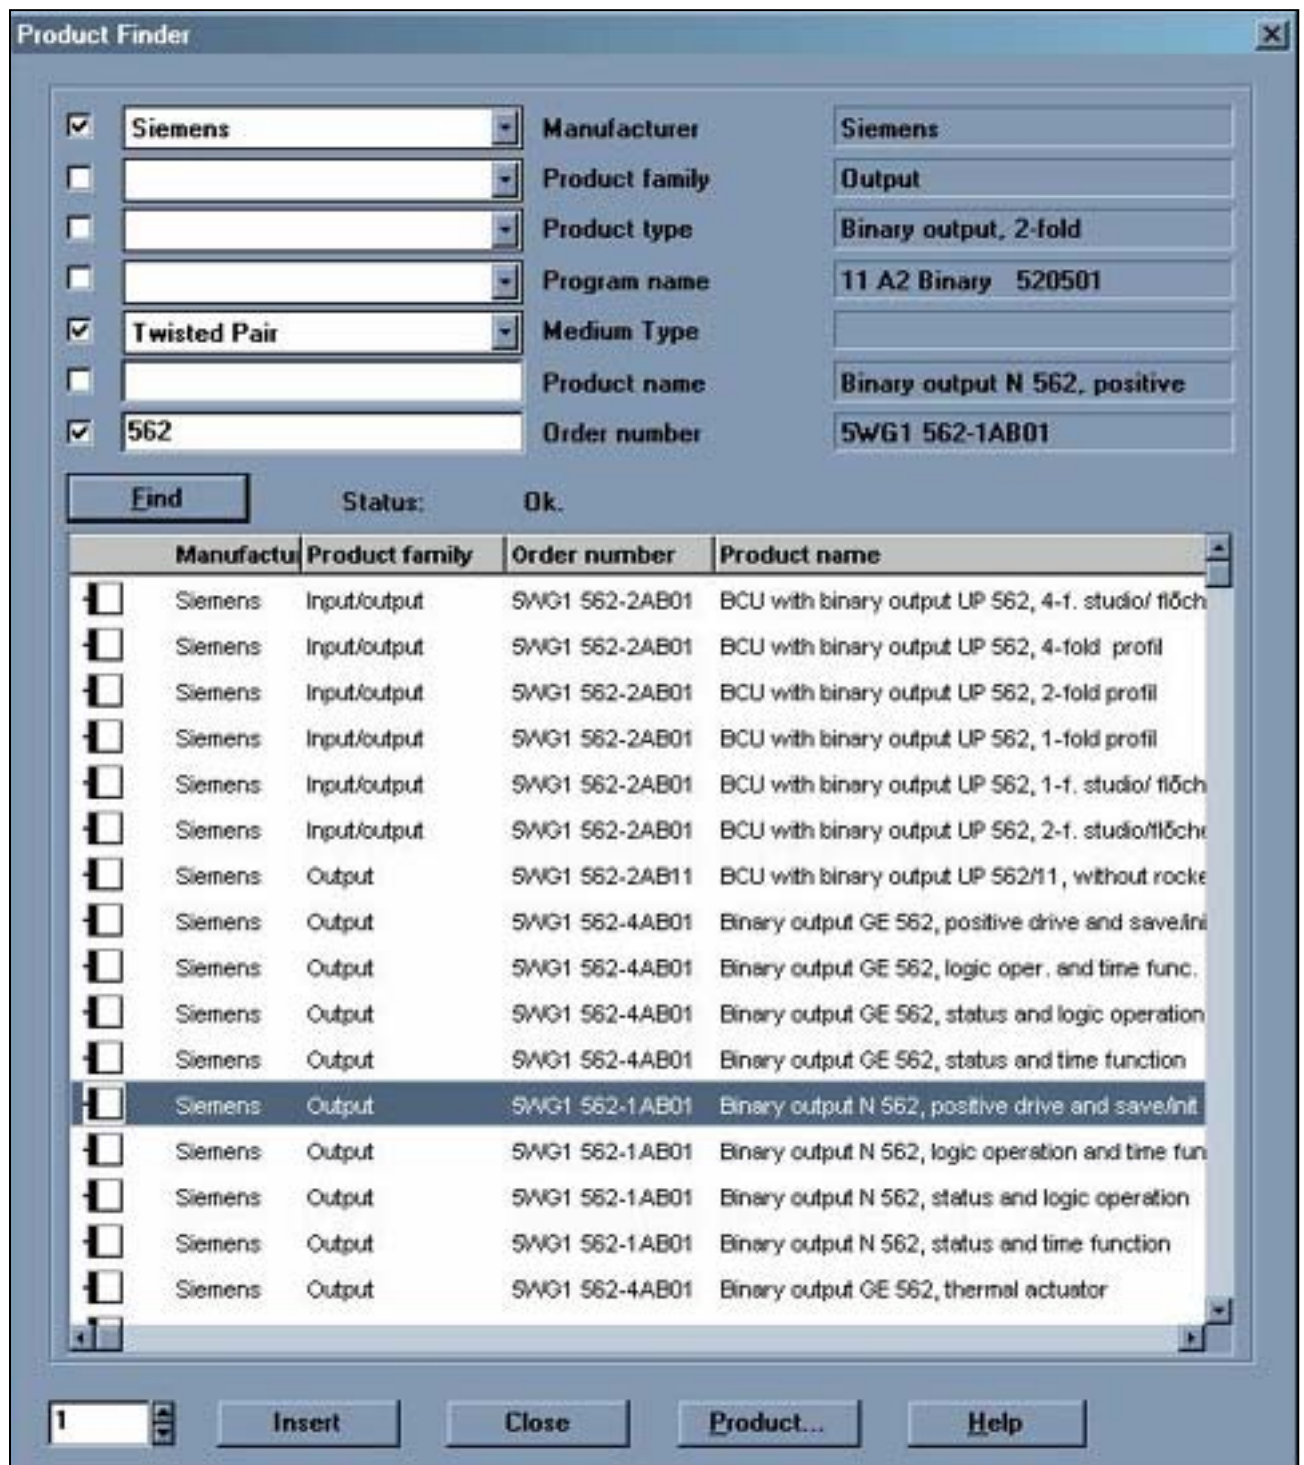 Product Finder
Siemens Manufacturer Siemens
Product family Output
Product type Binary output, 2-fold
Program name 11 A2 Binary 520501
Twisted Pair Medium Type
Product name Binary output N 562, positive
562 Order number 5WG1 562-1AB01
Find Status: Ok.
Manufactu Product family Order number Product name
Siemens Input/output 5WG1 562-2AB01 BCU with binary output UP 562, 4-f. studio/ flõch
Siemens Input/output 5WG1 562-2AB01 BCU with binary output UP 562, 4-fold profil
Siemens Input/output 5WG1 562-2AB01 BCU with binary output UP 562, 2-fold profil
Siemens Input/output 5WG1 562-2AB01 BCU with binary output UP 562, 1-fold profil
Siemens Input/output 5WG1 562-2AB01 BCU with binary output UP 562, 1-f. studio/ flõch
Siemens Input/output 5WG1 562-2AB01 BCU with binary output UP 562, 2-f. studio/flõche
Siemens Output 5WG1 562-2AB11 BCU with binary output UP 562/11, without rocke
Siemens Output 5WG1 562-4AB01 Binary output GE 562, positive drive and save/ini
Siemens Output 5WG1 562-4AB01 Binary output GE 562, logic oper. and time func.
Siemens Output 5WG1 562-4AB01 Binary output GE 562, status and logic operation
Siemens Output 5WG1 562-4AB01 Binary output GE 562, status and time function
Siemens Output 5WG1 562-1AB01 Binary output N 562, positive drive and save/init
Siemens Output 5WG1 562-1AB01 Binary output N 562, logic operation and time fun
Siemens Output 5WG1 562-1AB01 Binary output N 562, status and logic operation
Siemens Output 5WG1 562-1AB01 Binary output N 562, status and time function
Siemens Output 5WG1 562-4AB01 Binary output GE 562, thermal actuator
1 Insert Close Product... Help